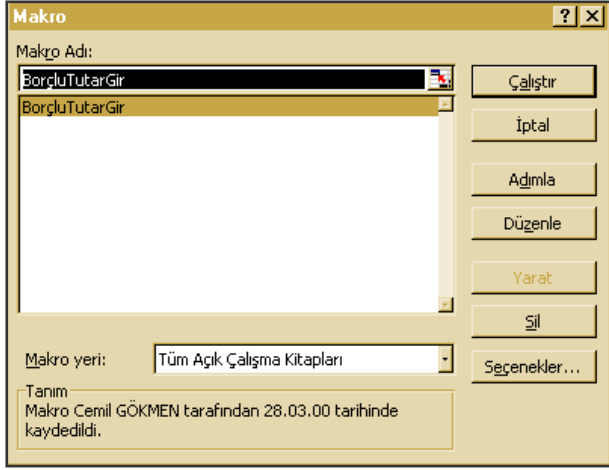 Makro
Makro Adı:
BorçluTutarGir
BorçluTutarGir
Çalıştır
İptal
Adımla
Düzenle
Yarat
Sil
Seçenekler...
Makro yeri:
Tüm Açık Çalışma Kitapları
Tanım
Makro Cemil GÖKMEN tarafından 28.03.00 tarihinde
kaydedildi.